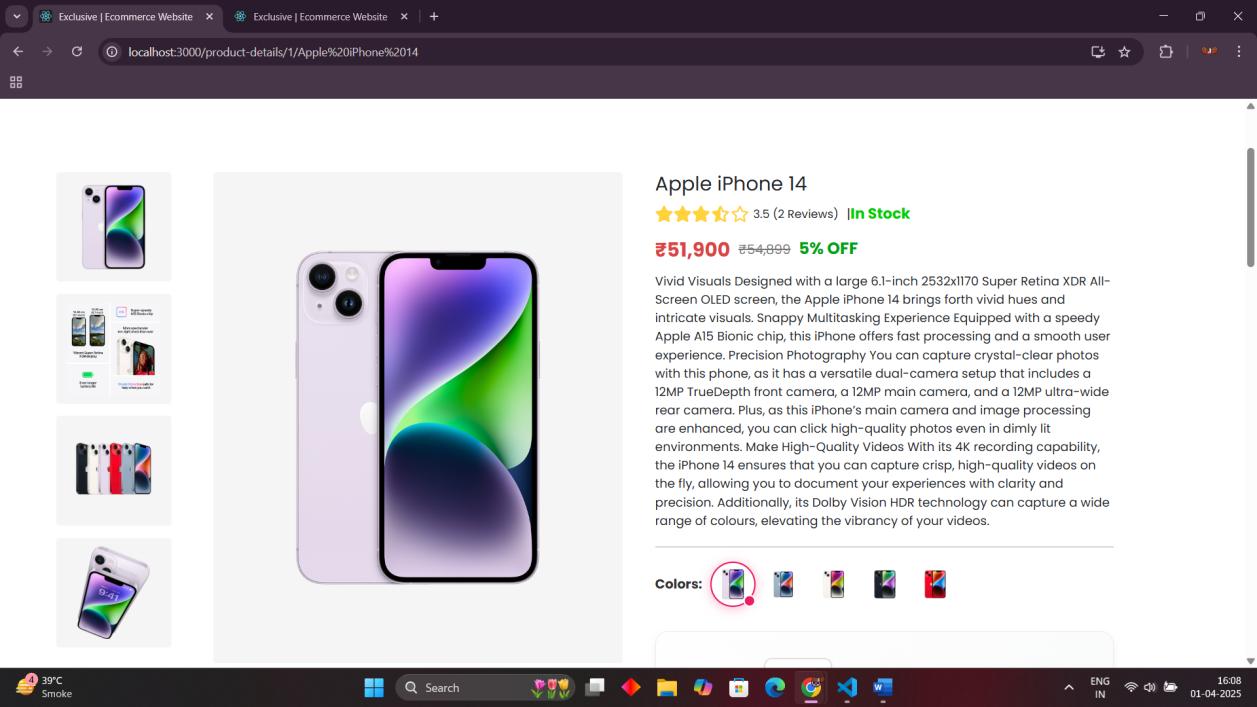 Exclusive | Ecommerce Website
Exclusive | Ecommerce Website
localhost:3000/product-details/1/Apple%20iPhone%2014
Apple iPhone 14
3.5 (2 Reviews) |In Stock
₹51,900 ₹54,899 5% OFF
Vivid Visuals Designed with a large 6.1-inch 2532x1170 Super Retina XDR All-
Screen OLED screen, the Apple iPhone 14 brings forth vivid hues and
intricate visuals. Snappy Multitasking Experience Equipped with a speedy
Apple A15 Bionic chip, this iPhone offers fast processing and a smooth user
experience. Precision Photography You can capture crystal-clear photos
with this phone, as it has a versatile dual-camera setup that includes a
12MP TrueDepth front camera, a 12MP main camera, and a 12MP ultra-wide
rear camera. Plus, as this iPhone's main camera and image processing
are enhanced, you can click high-quality photos even in dimly lit
environments. Make High-Quality Videos With its 4K recording capability,
the iPhone 14 ensures that you can capture crisp, high-quality videos on
the fly, allowing you to document your experiences with clarity and
precision. Additionally, its Dolby Vision HDR technology can capture a wide
range of colours, elevating the vibrancy of your videos.
9:41
Colors:
4
39°C
Smoke
Search
ENG
IN
16:08
01-04-2025